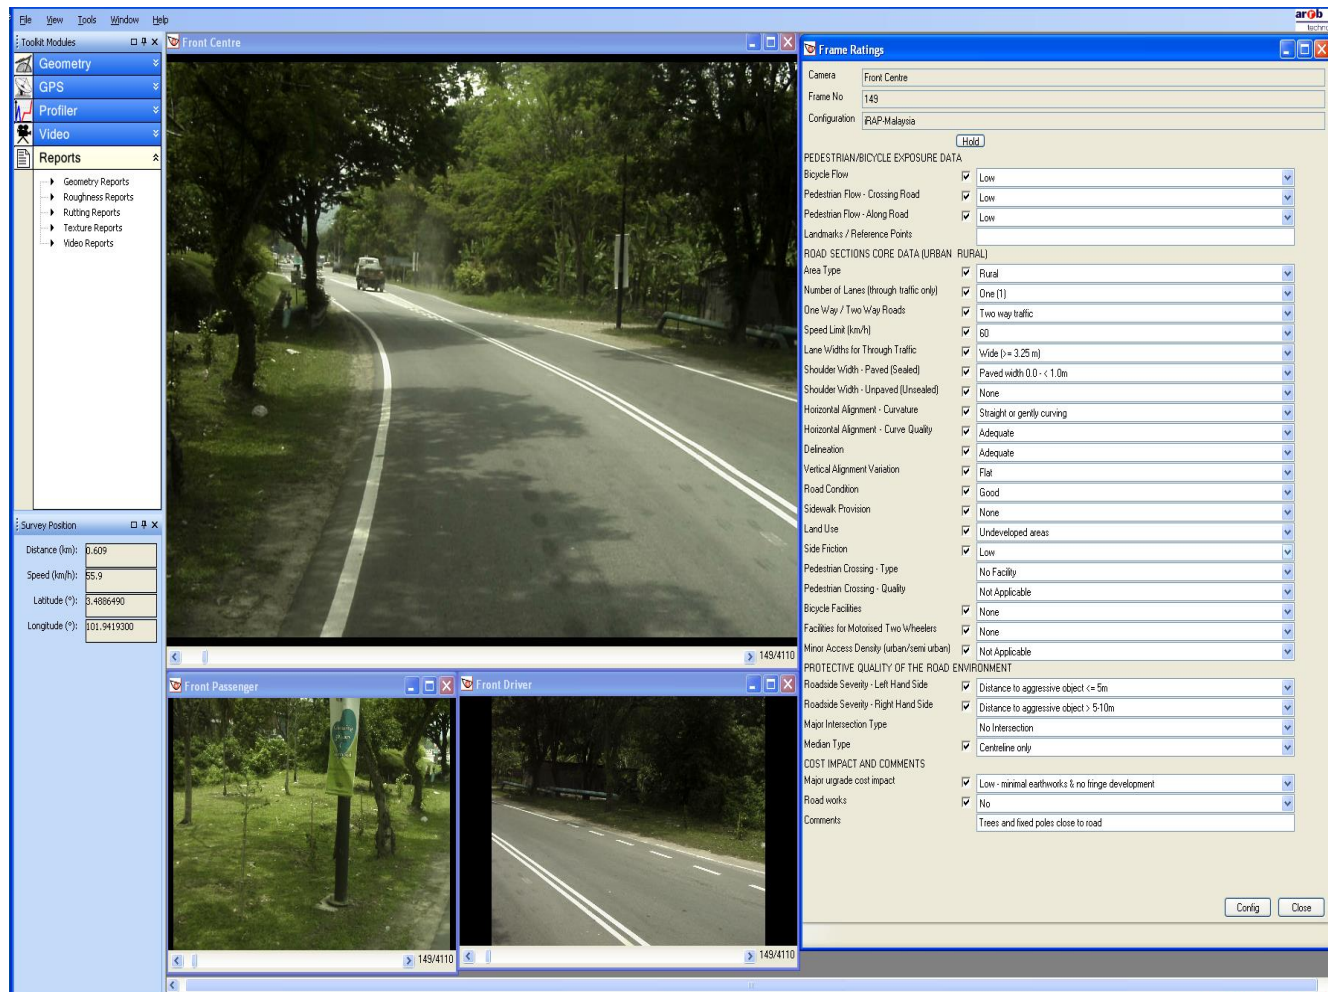 File View Tools Window Help
arrb
techno
Toolkit Modules
Geometry
GPS
Profiler
Video
Reports
Geometry Reports
Roughness Reports
Rutting Reports
Texture Reports
Video Reports
Survey Position
Distance (km): 0.609
Speed (km/h): 55.9
Latitude (°): 3.4886490
Longitude (°): 101.9419300
Front Centre
149/4110
Front Passenger
149/4110
Front Driver
149/4110
Frame Ratings
Camera Front Centre
Frame No 149
Configuration iRAP-Malaysia
Hold
PEDESTRIAN/BICYCLE EXPOSURE DATA
Bicycle Flow Low
Pedestrian Flow - Crossing Road Low
Pedestrian Flow - Along Road Low
Landmarks / Reference Points
ROAD SECTIONS CORE DATA (URBAN RURAL)
Area Type Rural
Number of Lanes (through traffic only) One (1)
One Way / Two Way Roads Two way traffic
Speed Limit (km/h) 60
Lane Widths for Through Traffic Wide (>= 3.25 m)
Shoulder Width - Paved (Sealed) Paved width 0.0 - < 1.0m
Shoulder Width - Unpaved (Unsealed) None
Horizontal Alignment - Curvature Straight or gently curving
Horizontal Alignment - Curve Quality Adequate
Delineation Adequate
Vertical Alignment Variation Flat
Road Condition Good
Sidewalk Provision None
Land Use Undeveloped areas
Side Friction Low
Pedestrian Crossing - Type No Facility
Pedestrian Crossing - Quality Not Applicable
Bicycle Facilities None
Facilities for Motorised Two Wheelers None
Minor Access Density (urban/semi urban) Not Applicable
PROTECTIVE QUALITY OF THE ROAD ENVIRONMENT
Roadside Severity - Left Hand Side Distance to aggressive object <= 5m
Roadside Severity - Right Hand Side Distance to aggressive object > 5-10m
Major Intersection Type No Intersection
Median Type Centreline only
COST IMPACT AND COMMENTS
Major urgrade cost impact Low - minimal earthworks & no fringe development
Road works No
Comments Trees and fixed poles close to road
Config Close